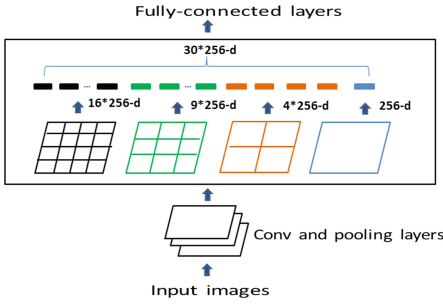 Fully-connected layers
30*256-d
... ...
16*256-d 9*256-d 4*256-d 256-d
Conv and pooling layers
Input images